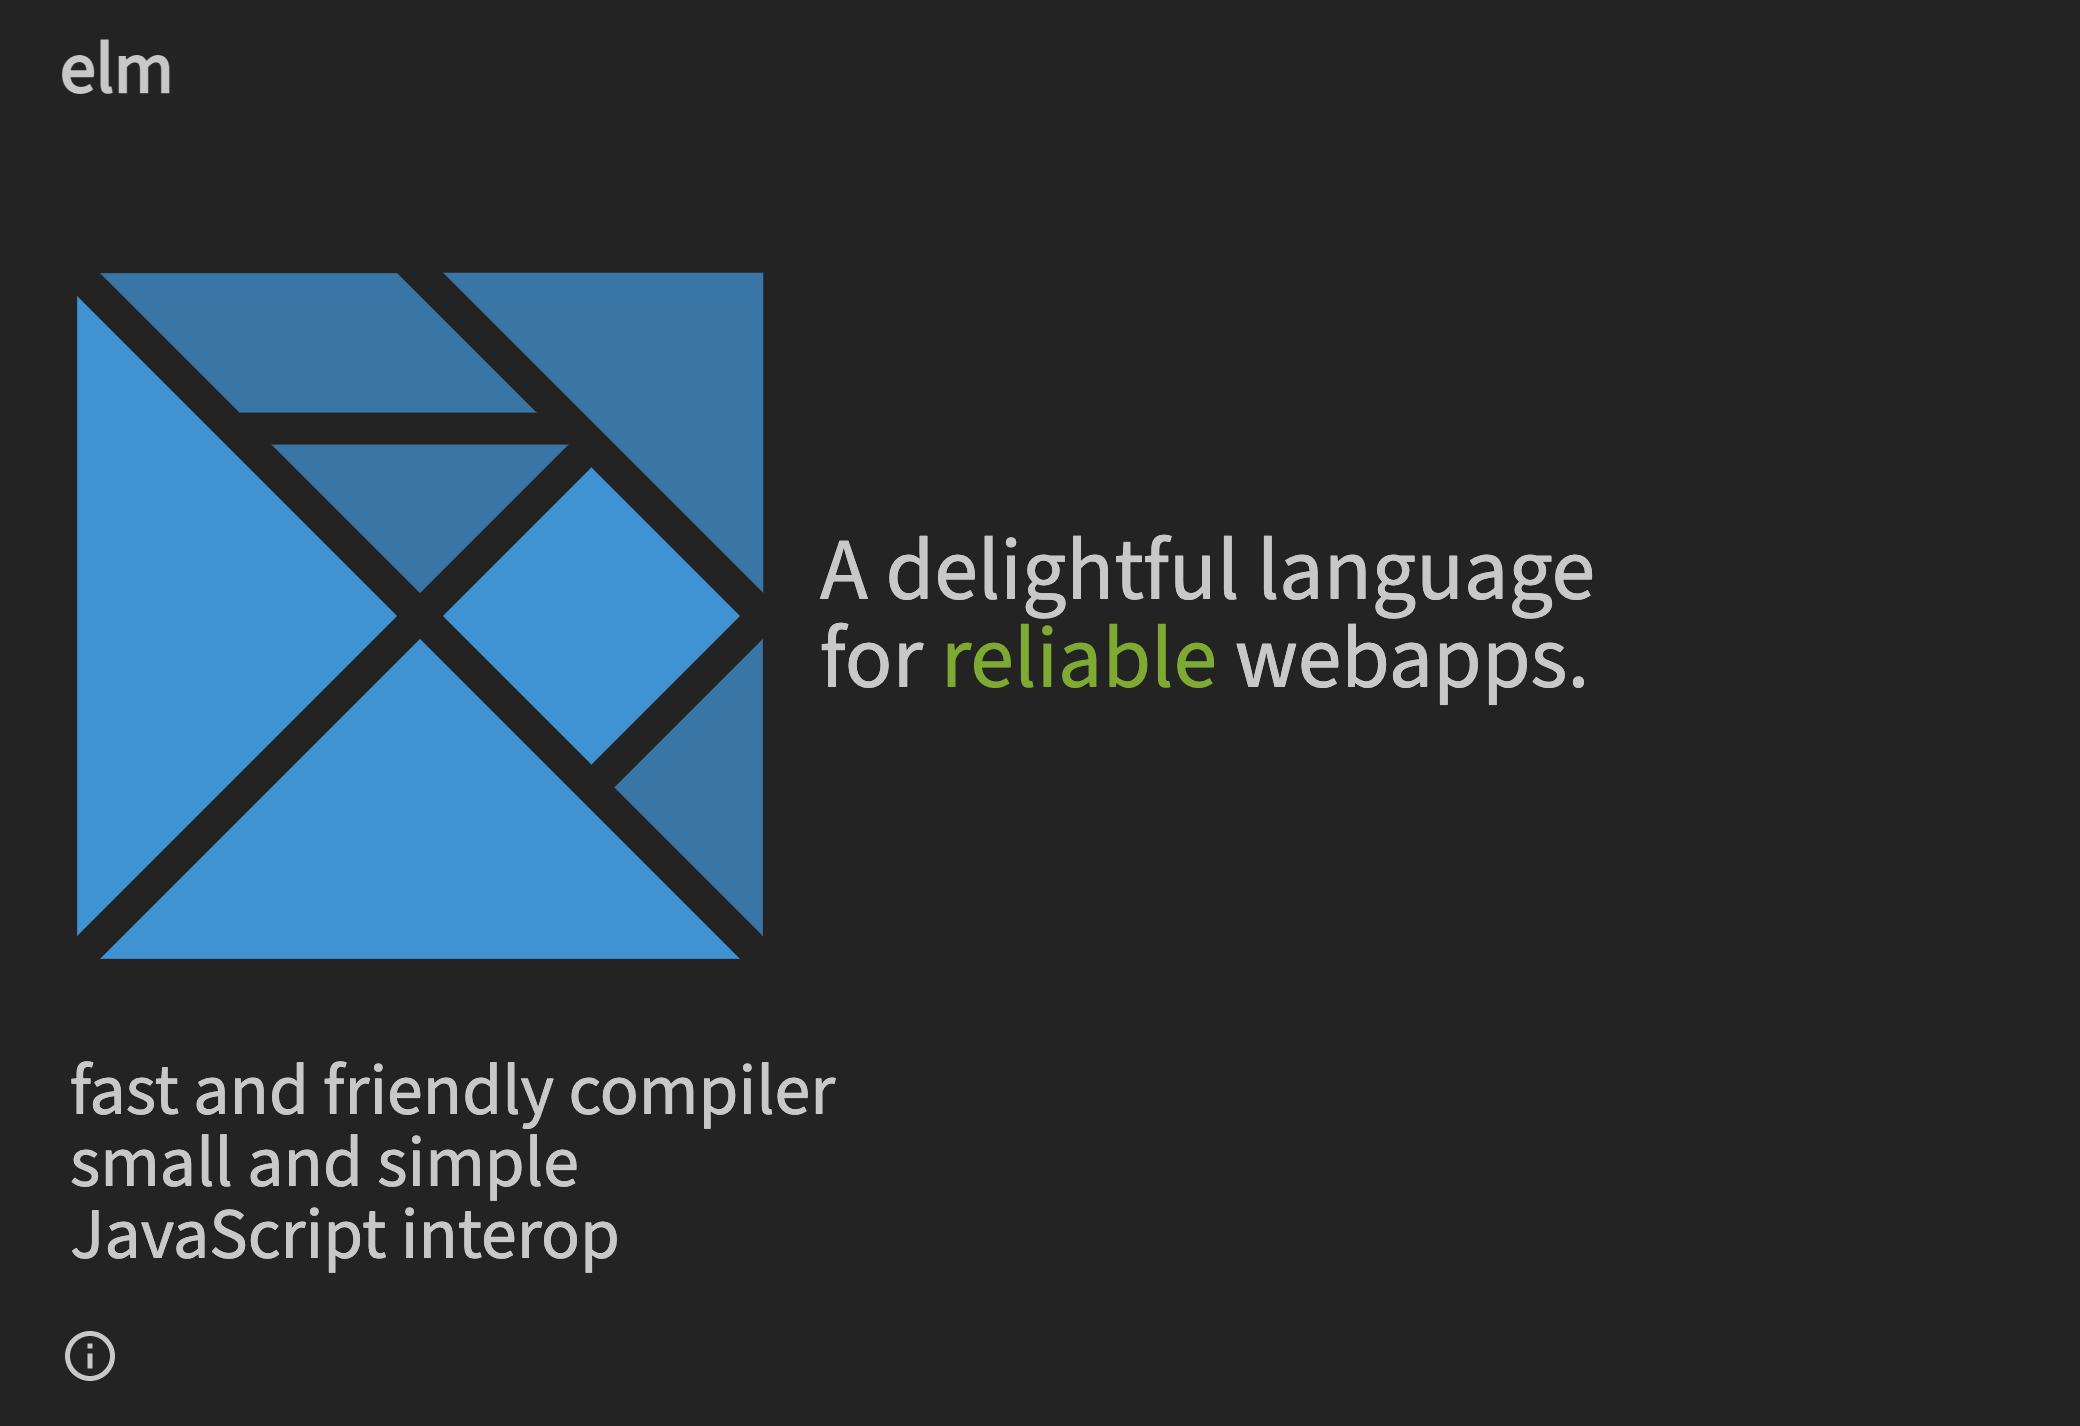 elm
A delightful language
for reliable webapps.
fast and friendly compiler
small and simple
JavaScript interop